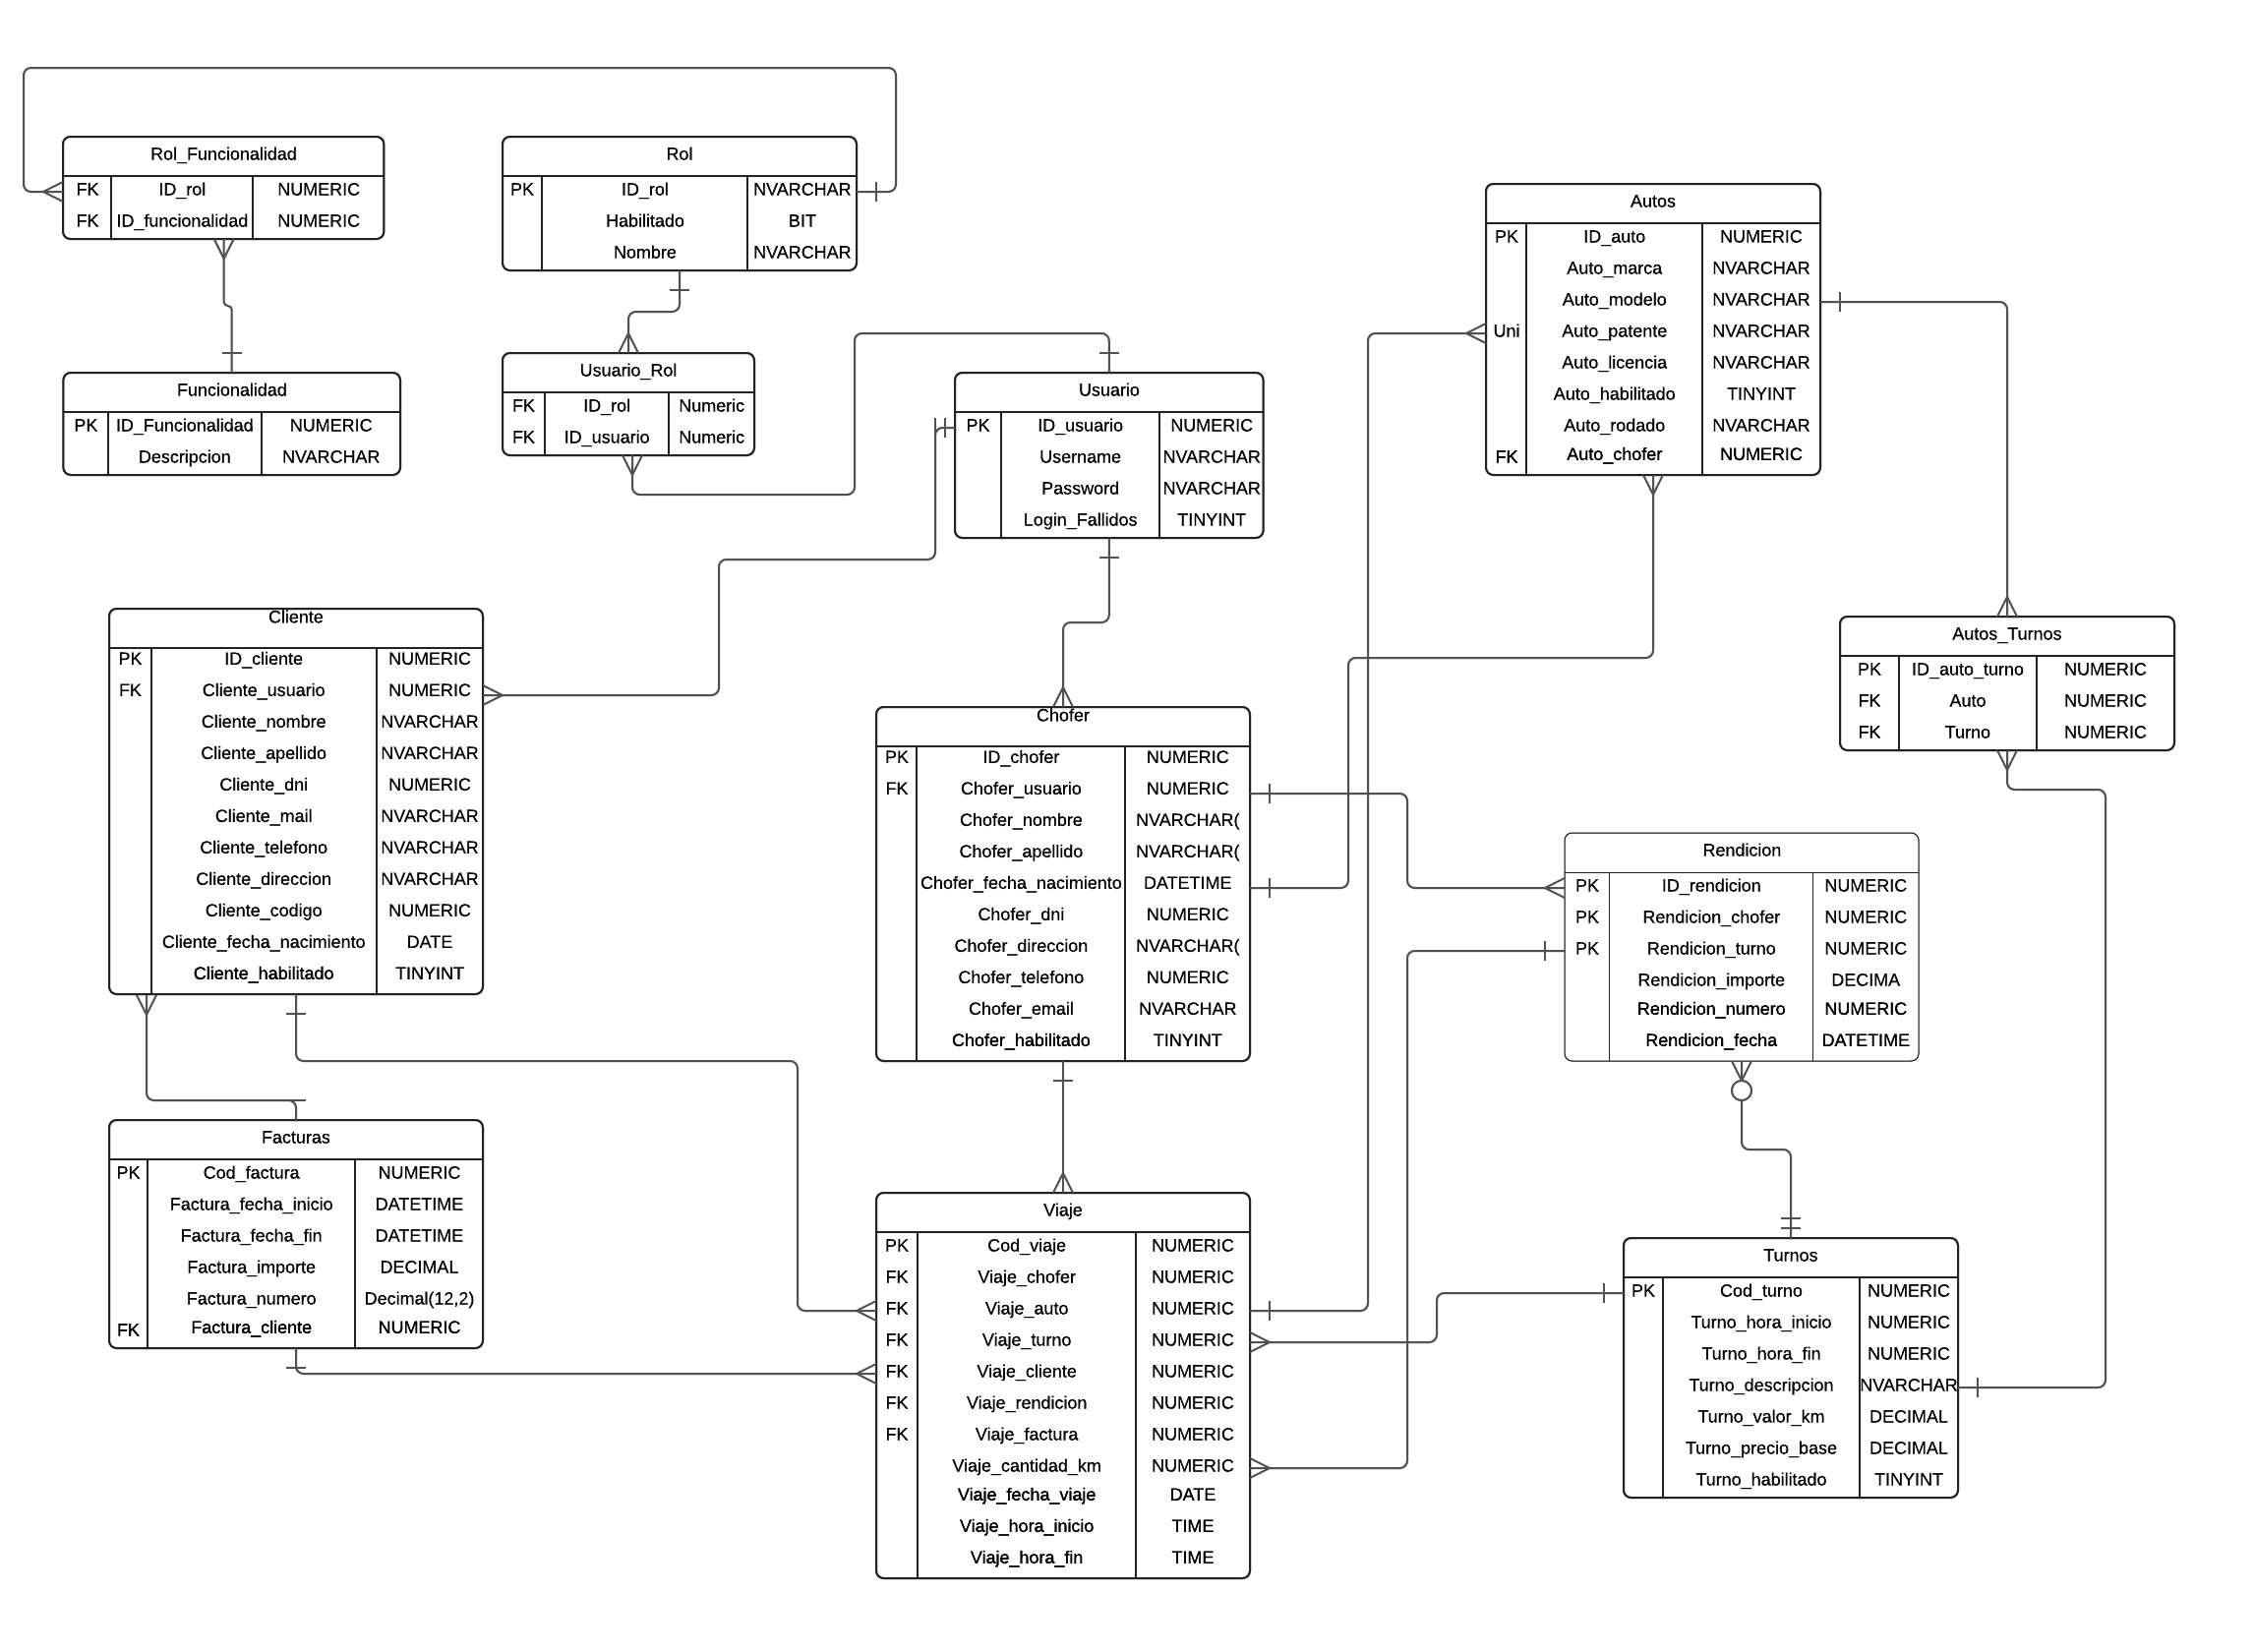 Rol_Funcionalidad
FK ID_rol NUMERIC
FK ID_funcionalidad NUMERIC
Rol
PK ID_rol NVARCHAR
Habilitado BIT
Nombre NVARCHAR
Autos
PK ID_auto NUMERIC
Auto_marca NVARCHAR
Auto_modelo NVARCHAR
Uni Auto_patente NVARCHAR
Auto_licencia NVARCHAR
Auto_habilitado TINYINT
Auto_rodado NVARCHAR
FK Auto_chofer NUMERIC
Funcionalidad
PK ID_Funcionalidad NUMERIC
Descripcion NVARCHAR
Usuario_Rol
FK ID_rol Numeric
FK ID_usuario Numeric
Usuario
PK ID_usuario NUMERIC
Username NVARCHAR
Password NVARCHAR
Login_Fallidos TINYINT
Cliente
PK ID_cliente NUMERIC
FK Cliente_usuario NUMERIC
Cliente_nombre NVARCHAR
Cliente_apellido NVARCHAR
Cliente_dni NUMERIC
Cliente_mail NVARCHAR
Cliente_telefono NVARCHAR
Cliente_direccion NVARCHAR
Cliente_codigo NUMERIC
Cliente_fecha_nacimiento DATE
Cliente_habilitado TINYINT
Chofer
PK ID_chofer NUMERIC
FK Chofer_usuario NUMERIC
Chofer_nombre NVARCHAR(
Chofer_apellido NVARCHAR(
Chofer_fecha_nacimiento DATETIME
Chofer_dni NUMERIC
Chofer_direccion NVARCHAR(
Chofer_telefono NUMERIC
Chofer_email NVARCHAR
Chofer_habilitado TINYINT
Autos_Turnos
PK ID_auto_turno NUMERIC
FK Auto NUMERIC
FK Turno NUMERIC
Rendicion
PK ID_rendicion NUMERIC
PK Rendicion_chofer NUMERIC
PK Rendicion_turno NUMERIC
Rendicion_importe DECIMA
Rendicion_numero NUMERIC
Rendicion_fecha DATETIME
Facturas
PK Cod_factura NUMERIC
Factura_fecha_inicio DATETIME
Factura_fecha_fin DATETIME
Factura_importe DECIMAL
Factura_numero Decimal(12,2)
FK Factura_cliente NUMERIC
Viaje
PK Cod_viaje NUMERIC
FK Viaje_chofer NUMERIC
FK Viaje_auto NUMERIC
FK Viaje_turno NUMERIC
FK Viaje_cliente NUMERIC
FK Viaje_rendicion NUMERIC
FK Viaje_factura NUMERIC
Viaje_cantidad_km NUMERIC
Viaje_fecha_viaje DATE
Viaje_hora_inicio TIME
Viaje_hora_fin TIME
Turnos
PK Cod_turno NUMERIC
Turno_hora_inicio NUMERIC
Turno_hora_fin NUMERIC
Turno_descripcion NVARCHAR
Turno_valor_km DECIMAL
Turno_precio_base DECIMAL
Turno_habilitado TINYINT